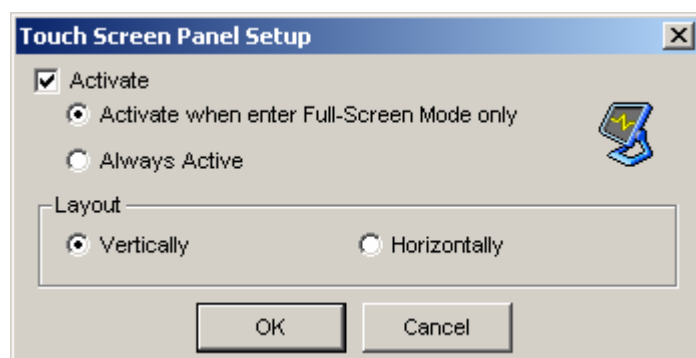 Touch Screen Panel Setup
Activate
Activate when enter Full-Screen Mode only
Always Active
Layout
Vertically Horizontally
OK Cancel